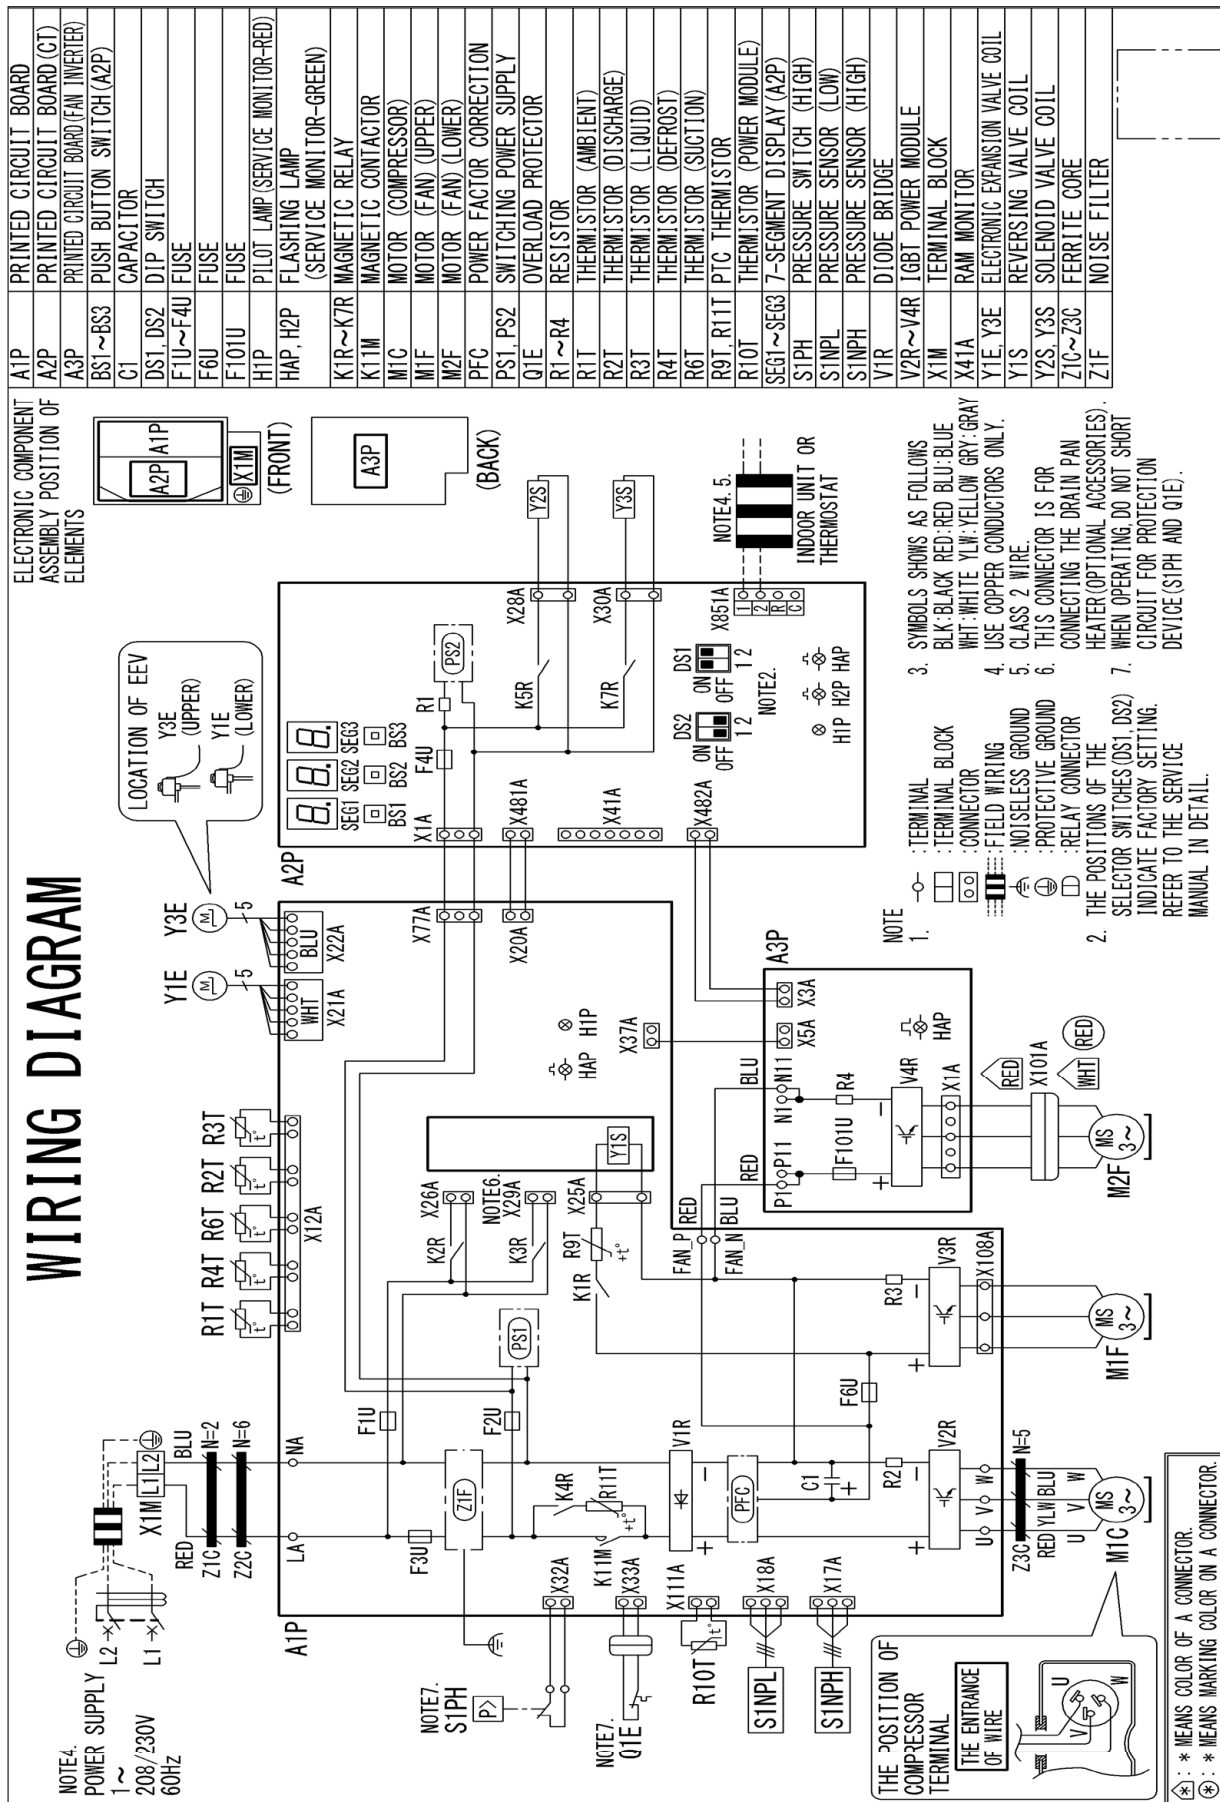 WIRING DIAGRAM
NOTE4.
POWER SUPPLY
1~
208/230V
60Hz
L2
L1
X1M
L1 L2
RED
BLU
Z1C
N=2
Z2C
N=6
LA
NA
A1P
R1T
R4T
R6T
R2T
R3T
t°
t°
t°
t°
t°
X12A
Y1E
Y3E
M
M
5
5
WHT
X21A
BLU
X22A
LOCATION OF EEV
Y3E
(UPPER)
Y1E
(LOWER)
NOTE7.
S1PH
P>
X32A
NOTE7.
Q1E
X33A
R10T
t°
X111A
S1NPL
X18A
S1NPH
X17A
F1U
F3U
F2U
Z1F
PS1
K4R
R11T
+t°
K11M
V1R
+
-
PFC
C1
+
R2
V2R
+
-
U V W
Z3C
N=5
RED YLW BLU
U V W
MS
3~
M1C
K2R
X26A
NOTE6.
K3R
X29A
X25A
R9T
+t°
K1R
Y1S
HAP
H1P
X37A
X77A
X20A
F6U
FAN_P
RED
FAN_N
BLU
R3
V3R
+
-
X108A
MS
3~
M1F
A3P
RED
BLU
P1 P11
N1 N11
X5A
X3A
F101U
R4
V4R
+
-
HAP
X1A
RED
X101A
WHT
RED
MS
3~
M2F
A2P
SEG1 SEG2 SEG3
BS1 BS2 BS3
X1A
X481A
X41A
X482A
F4U
R1
PS2
K5R
X28A
Y2S
K7R
X30A
Y3S
DS2
ON
OFF
1 2
DS1
ON
OFF
1 2
NOTE2.
H1P H2P HAP
X851A
1
2
R
C
NOTE4. 5.
INDOOR UNIT OR
THERMOSTAT
THE POSITION OF
COMPRESSOR
TERMINAL
THE ENTRANCE
OF WIRE
U
V
W
* : * MEANS COLOR OF A CONNECTOR.
* : * MEANS MARKING COLOR ON A CONNECTOR.
NOTE
1.
:TERMINAL
:TERMINAL BLOCK
:CONNECTOR
:FIELD WIRING
:NOISELESS GROUND
:PROTECTIVE GROUND
:RELAY CONNECTOR
2. THE POSITIONS OF THE
SELECTOR SWITCHES(DS1, DS2)
INDICATE FACTORY SETTING.
REFER TO THE SERVICE
MANUAL IN DETAIL.
3. SYMBOLS SHOWS AS FOLLOWS
BLK:BLACK RED:RED BLU:BLUE
WHT:WHITE YLW:YELLOW GRY:GRAY
4. USE COPPER CONDUCTORS ONLY.
5. CLASS 2 WIRE.
6. THIS CONNECTOR IS FOR
CONNECTING THE DRAIN PAN
HEATER(OPTIONAL ACCESSORIES).
7. WHEN OPERATING, DO NOT SHORT
CIRCUIT FOR PROTECTION
DEVICE(S1PH AND Q1E).
ELECTRONIC COMPONENT
ASSEMBLY POSITION OF
ELEMENTS
A2P
A1P
X1M
(FRONT)
A3P
(BACK)
A1P PRINTED CIRCUIT BOARD
A2P PRINTED CIRCUIT BOARD (CT)
A3P PRINTED CIRCUIT BOARD(FAN INVERTER)
BS1~BS3 PUSH BUTTON SWITCH (A2P)
C1 CAPACITOR
DS1, DS2 DIP SWITCH
F1U~F4U FUSE
F6U FUSE
F101U FUSE
H1P PILOT LAMP (SERVICE MONITOR-RED)
HAP, H2P FLASHING LAMP
(SERVICE MONITOR-GREEN)
K1R~K7R MAGNETIC RELAY
K11M MAGNETIC CONTACTOR
M1C MOTOR (COMPRESSOR)
M1F MOTOR (FAN) (UPPER)
M2F MOTOR (FAN) (LOWER)
PFC POWER FACTOR CORRECTION
PS1, PS2 SWITCHING POWER SUPPLY
Q1E OVERLOAD PROTECTOR
R1~R4 RESISTOR
R1T THERMISTOR (AMBIENT)
R2T THERMISTOR (DISCHARGE)
R3T THERMISTOR (LIQUID)
R4T THERMISTOR (DEFROST)
R6T THERMISTOR (SUCTION)
R9T, R11T PTC THERMISTOR
R10T THERMISTOR (POWER MODULE)
SEG1~SEG3 7-SEGMENT DISPLAY (A2P)
S1PH PRESSURE SWITCH (HIGH)
S1NPL PRESSURE SENSOR (LOW)
S1NPH PRESSURE SENSOR (HIGH)
V1R DIODE BRIDGE
V2R~V4R IGBT POWER MODULE
X1M TERMINAL BLOCK
X41A RAM MONITOR
Y1E, Y3E ELECTRONIC EXPANSION VALVE COIL
Y1S REVERSING VALVE COIL
Y2S, Y3S SOLENOID VALVE COIL
Z1C~Z3C FERRITE CORE
Z1F NOISE FILTER